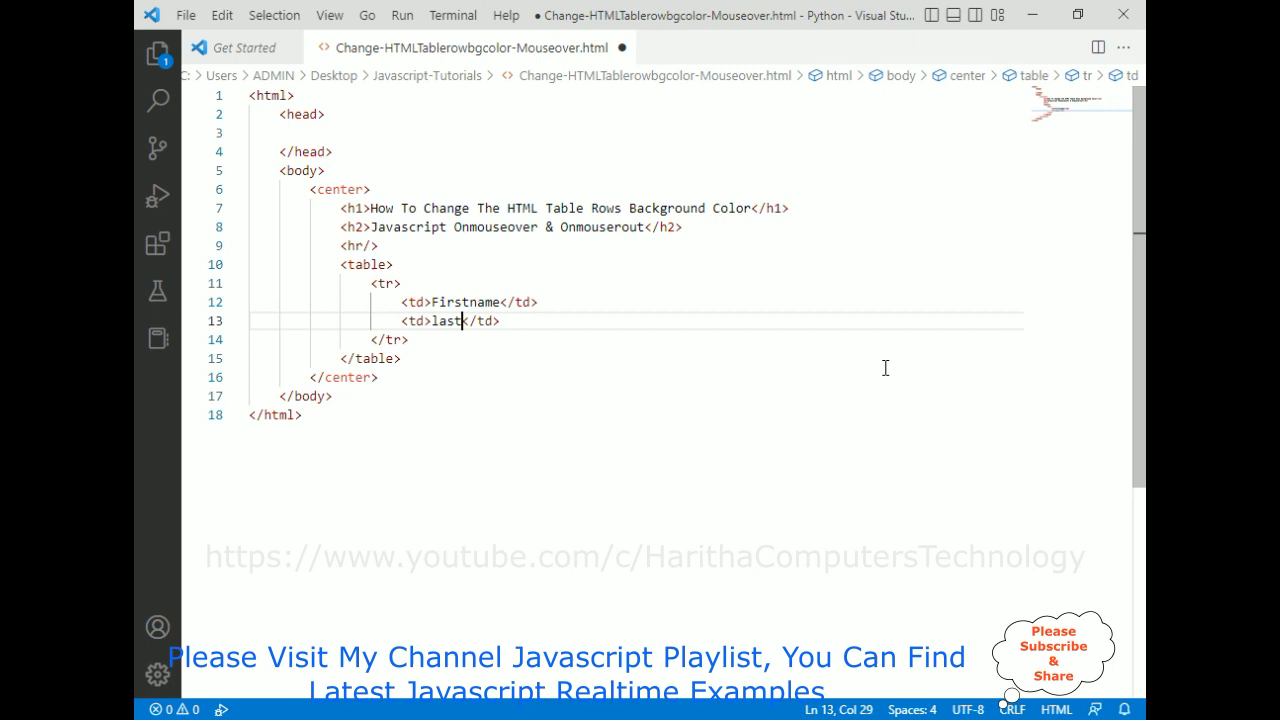 File Edit Selection View Go Run Terminal Help ● Change-HTMLTablerowbgcolor-Mouseover.html - Python - Visual Stu...
Get Started <> Change-HTMLTablerowbgcolor-Mouseover.html ●
C: > Users > ADMIN > Desktop > Javascript-Tutorials > <> Change-HTMLTablerowbgcolor-Mouseover.html > html > body > center > table > tr > td
1 <html>
2 <head>
3
4 </head>
5 <body>
6 <center>
7 <h1>How To Change The HTML Table Rows Background Color</h1>
8 <h2>Javascript Onmouseover & Onmouserout</h2>
9 <hr/>
10 <table>
11 <tr>
12 <td>Firstname</td>
13 <td>last</td>
14 </tr>
15 </table>
16 </center>
17 </body>
18 </html>
https://www.youtube.com/c/HarithaComputersTechnology
Please Visit My Channel Javascript Playlist, You Can Find
Latest Javascript Realtime Examples
Please
Subscribe
&
Share
0 0 Ln 13, Col 29 Spaces: 4 UTF-8 CRLF HTML
1